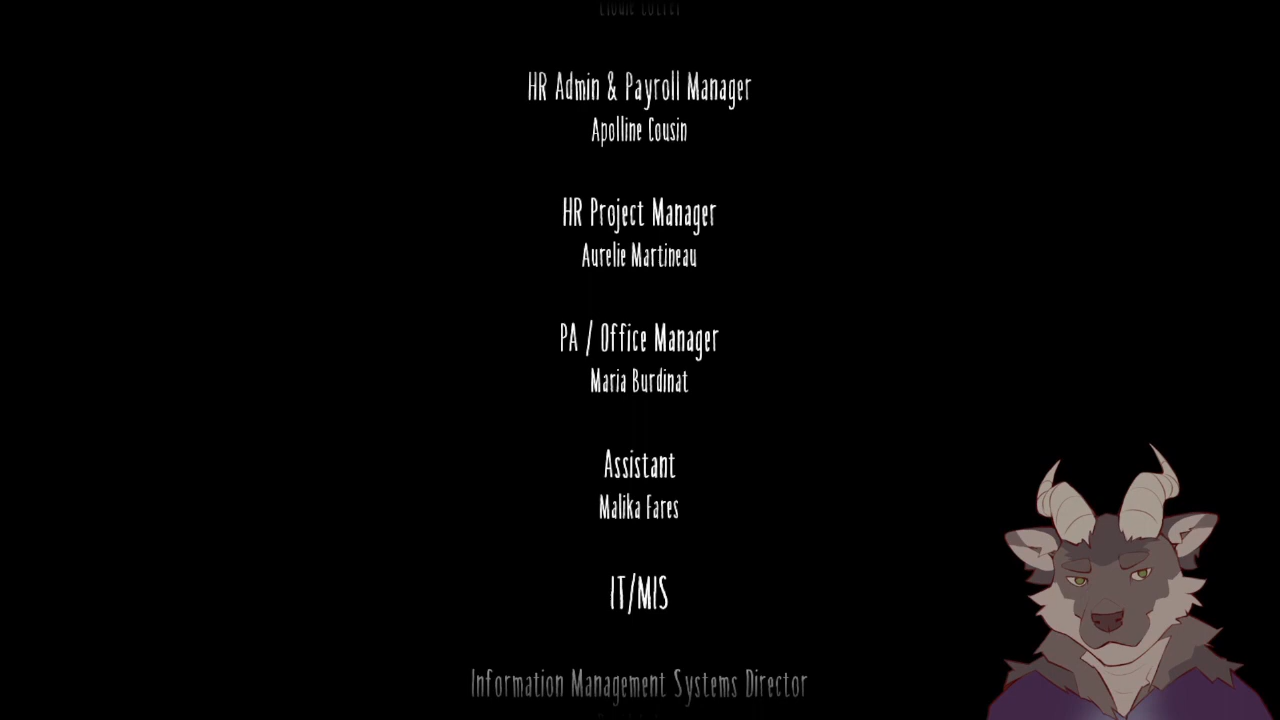 HR Admin & Payroll Manager
Apolline Cousin
HR Project Manager
Aurelie Martineau
PA / Office Manager
Maria Burdinat
Assistant
Malika Fares
IT/MIS
Information Management Systems Director